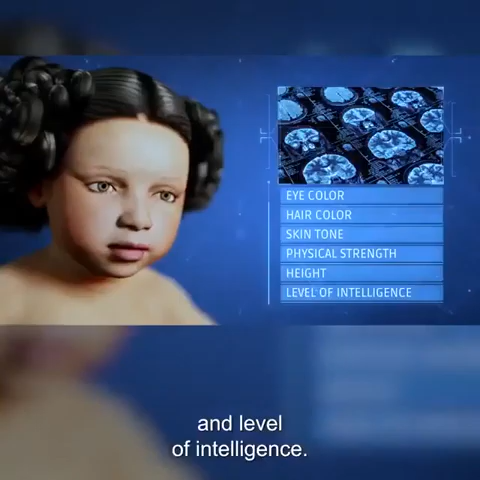 EYE COLOR
HAIR COLOR
SKIN TONE
PHYSICAL STRENGTH
HEIGHT
LEVEL OF INTELLIGENCE
and level
of intelligence.